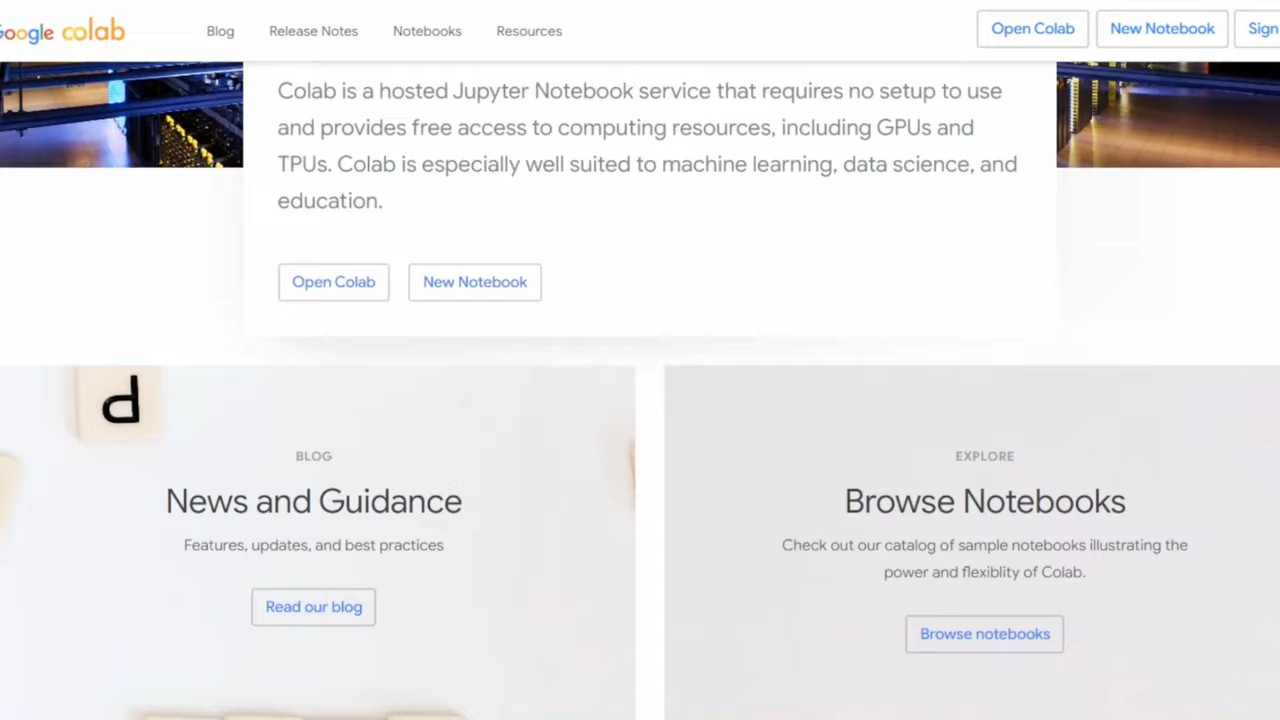 Google colab Blog Release Notes Notebooks Resources Open Colab New Notebook Sign
Colab is a hosted Jupyter Notebook service that requires no setup to use
and provides free access to computing resources, including GPUs and
TPUs. Colab is especially well suited to machine learning, data science, and
education.
Open Colab New Notebook
d
BLOG
News and Guidance
Features, updates, and best practices
Read our blog
EXPLORE
Browse Notebooks
Check out our catalog of sample notebooks illustrating the
power and flexiblity of Colab.
Browse notebooks